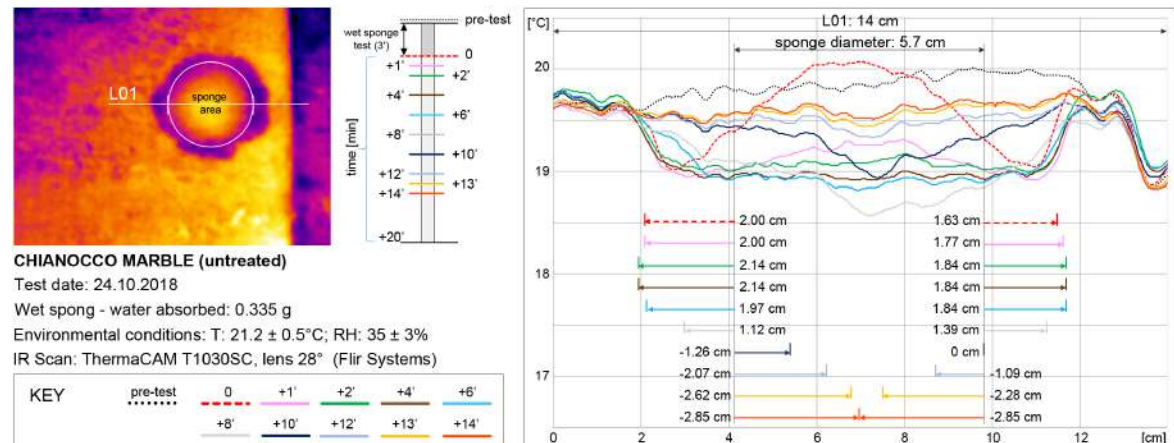 L01
sponge
area
pre-test
wet sponge
test (3')
0
+1'
+2'
+4'
+6'
+8'
+10'
+12'
+13'
+14'
+20'
time [min]
CHIANOCCO MARBLE (untreated)
Test date: 24.10.2018
Wet spong - water absorbed: 0.335 g
Environmental conditions: T: 21.2 ± 0.5°C; RH: 35 ± 3%
IR Scan: ThermaCAM T1030SC, lens 28° (Flir Systems)
KEY
pre-test 0 +1' +2' +4' +6'
+8' +10' +12' +13' +14'
[°C]
L01: 14 cm
sponge diameter: 5.7 cm
20
19
18
17
2.00 cm 1.63 cm
2.00 cm 1.77 cm
2.14 cm 1.84 cm
2.14 cm 1.84 cm
1.97 cm 1.84 cm
1.12 cm 1.39 cm
-1.26 cm 0 cm
-2.07 cm -1.09 cm
-2.62 cm -2.28 cm
-2.85 cm -2.85 cm
0 2 4 6 8 10 12 [cm]